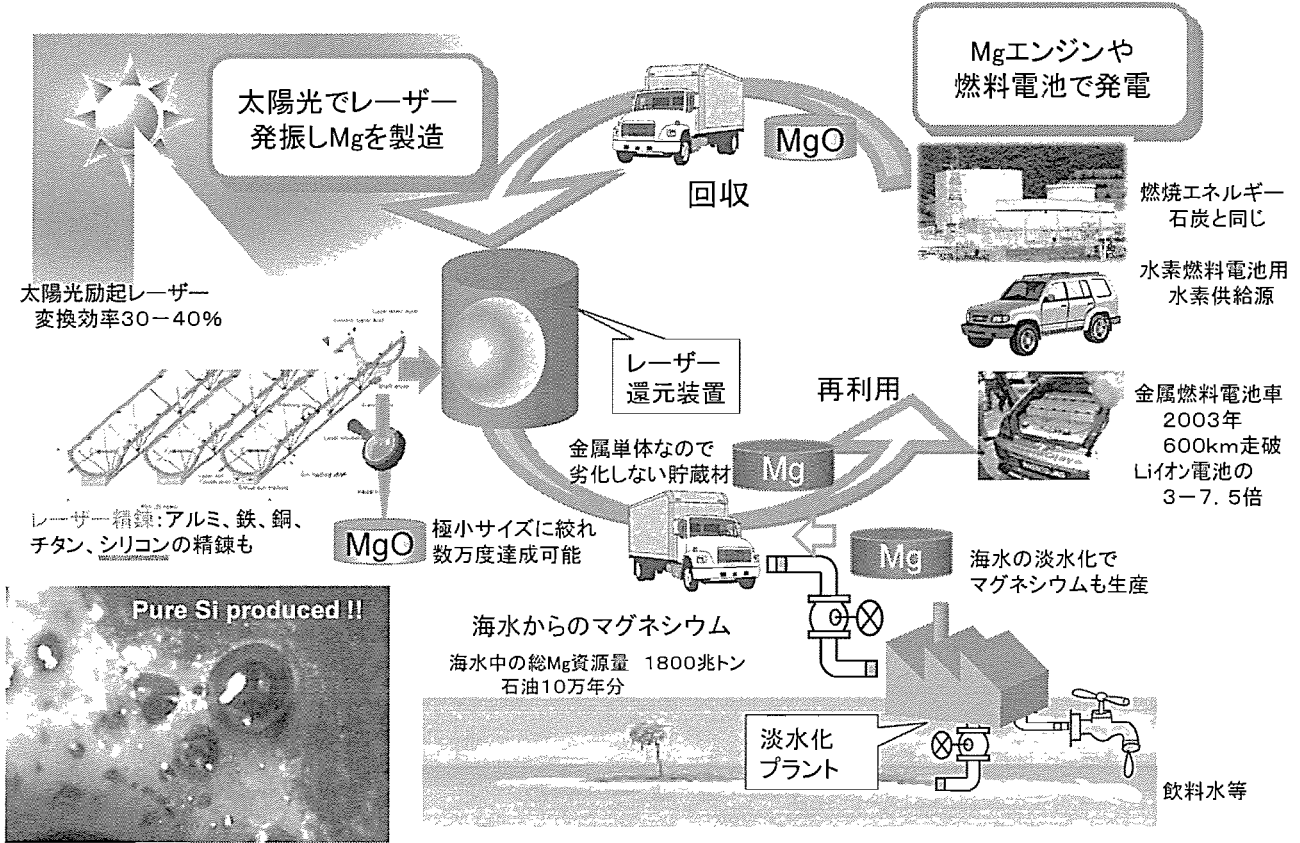 太陽光でレーザー
発振しMgを製造
Mgエンジンや
燃料電池で発電
MgO
回収
燃焼エネルギー
石炭と同じ
水素燃料電池用
水素供給源
太陽光励起レーザー
変換効率30－40%
レーザー
還元装置
再利用
金属燃料電池車
2003年
600km走破
Liイオン電池の
3－7.5倍
金属単体なので
劣化しない貯蔵材
Mg
レーザー精錬:アルミ、鉄、銅、
チタン、シリコンの精錬も
MgO
極小サイズに絞れ
数万度達成可能
Mg
海水の淡水化で
マグネシウムも生産
Pure Si produced !!
海水からのマグネシウム
海水中の総Mg資源量 1800兆トン
石油10万年分
淡水化
プラント
飲料水等